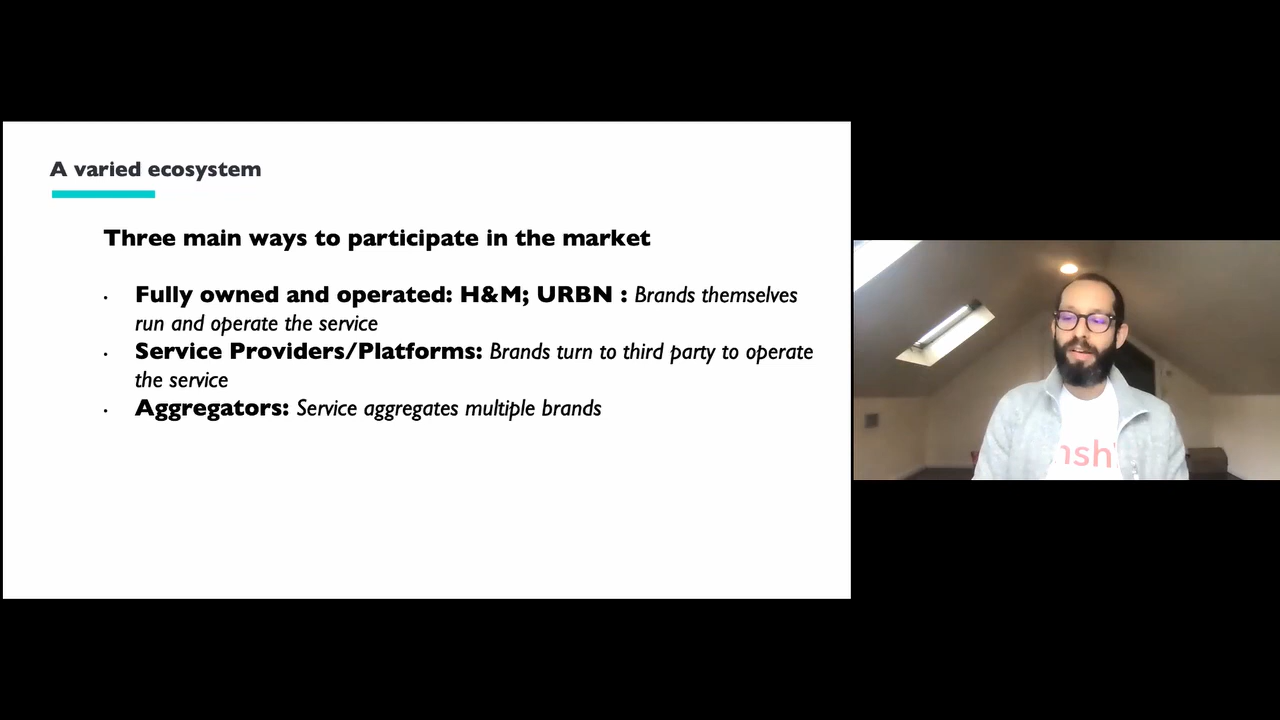 A varied ecosystem
Three main ways to participate in the market
• Fully owned and operated: H&M; URBN : Brands themselves
run and operate the service
• Service Providers/Platforms: Brands turn to third party to operate
the service
• Aggregators: Service aggregates multiple brands